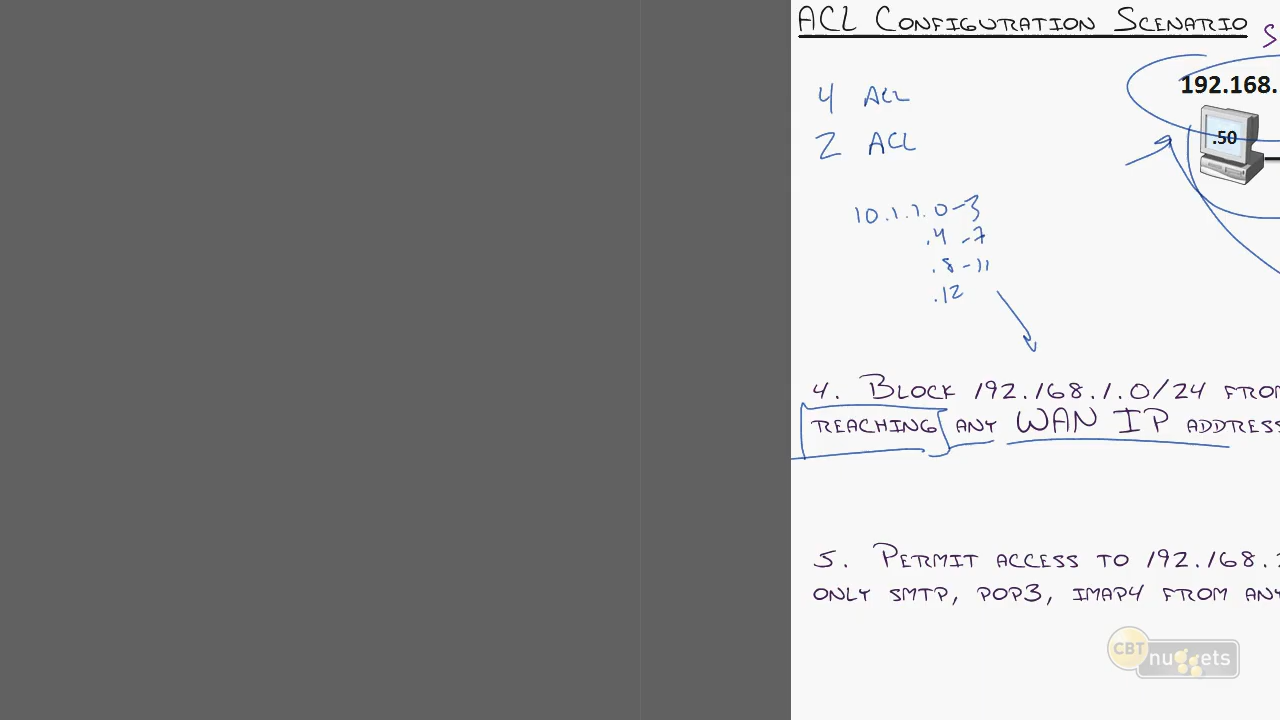 ACL CONFIGURATION SCENARIO
S
4 ACL
2 ACL
192.168.
.50
10.1.1.0-3
.4-7
.8-11
.12
4. BLOCK 192.168.1.0/24 FROM
REACHING ANY WAN IP ADDRESS
5. PERMIT ACCESS TO 192.168.
ONLY SMTP, POP3, IMAP4 FROM ANY
CBT nuggets